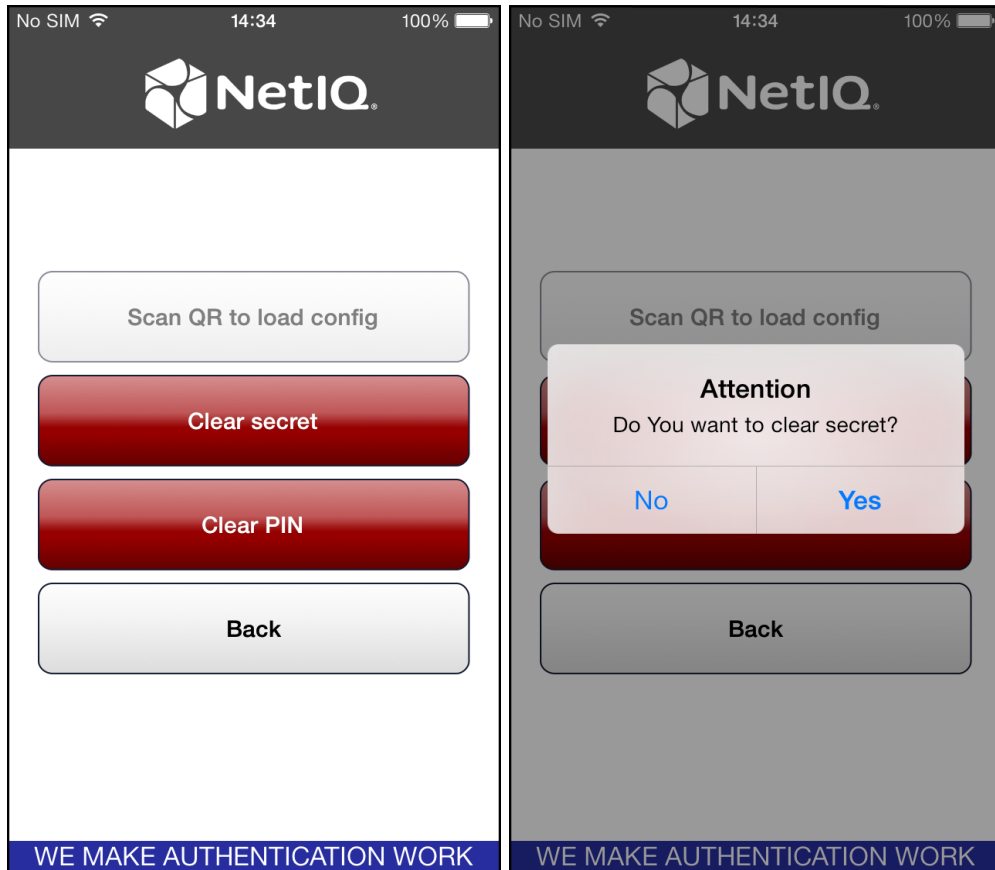 No SIM 14:34 100%
NetIQ®
Scan QR to load config
Clear secret
Clear PIN
Back
WE MAKE AUTHENTICATION WORK
No SIM 14:34 100%
NetIQ®
Scan QR to load config
Attention
Do You want to clear secret?
No Yes
Back
WE MAKE AUTHENTICATION WORK